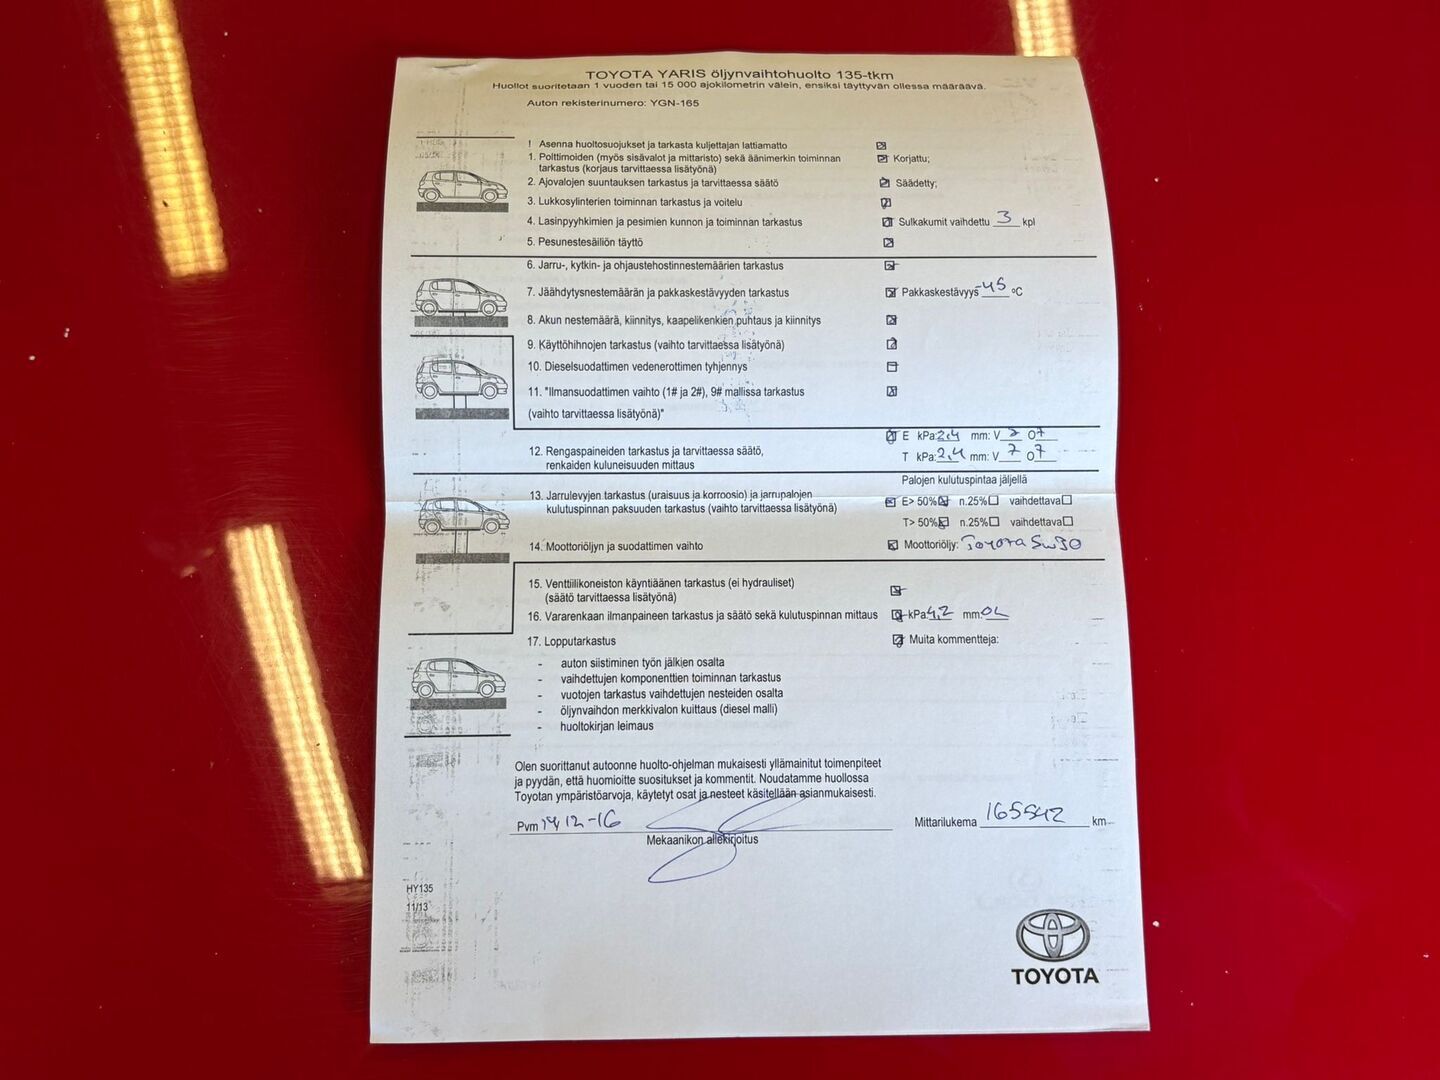 TOYOTA YARIS öljynvaihtohuolto 135-tkm
Huollot suoritetaan 1 vuoden tai 15 000 ajokilometrin välein, ensiksi täyttyvän ollessa määräävä.
Auton rekisterinumero: YGN-165
! Asenna huoltosuojukset ja tarkasta kuljettajan lattiamatto
1. Polttimoiden (myös sisävalot ja mittaristo) sekä äänimerkin toiminnan Korjattu;
tarkastus (korjaus tarvittaessa lisätyönä)
2. Ajovalojen suuntauksen tarkastus ja tarvittaessa säätö Säädetty;
3. Lukkosylinterien toiminnan tarkastus ja voitelu
4. Lasinpyyhkimien ja pesimien kunnon ja toiminnan tarkastus Sulkakumit vaihdettu 3 kpl
5. Pesunestesäiliön täyttö
6. Jarru-, kytkin- ja ohjaustehostinnestemäärien tarkastus
7. Jäähdytysnestemäärän ja pakkaskestävyyden tarkastus Pakkaskestävyys -45 °C
8. Akun nestemäärä, kiinnitys, kaapelikenkien puhtaus ja kiinnitys
9. Käyttöhihnojen tarkastus (vaihto tarvittaessa lisätyönä)
10. Dieselsuodattimen vedenerottimen tyhjennys
11. "Ilmansuodattimen vaihto (1# ja 2#), 9# mallissa tarkastus
(vaihto tarvittaessa lisätyönä)"
E kPa: 2,4 mm: V 7 O 7
12. Rengaspaineiden tarkastus ja tarvittaessa säätö, T kPa: 2,4 mm: V 7 O 7
renkaiden kuluneisuuden mittaus
Palojen kulutuspintaa jäljellä
13. Jarrulevyjen tarkastus (uraisuus ja korroosio) ja jarrupalojen E> 50% n.25% vaihdettava
kulutuspinnan paksuuden tarkastus (vaihto tarvittaessa lisätyönä)
T> 50% n.25% vaihdettava
14. Moottoriöljyn ja suodattimen vaihto Moottoriöljy: Toyota 5w30
15. Venttiilikoneiston käyntiäänen tarkastus (ei hydrauliset)
(säätö tarvittaessa lisätyönä)
16. Vararenkaan ilmanpaineen tarkastus ja säätö sekä kulutuspinnan mittaus kPa: 4,2 mm: OK
17. Lopputarkastus Muita kommentteja:
- auton siistiminen työn jälkien osalta
- vaihdettujen komponenttien toiminnan tarkastus
- vuotojen tarkastus vaihdettujen nesteiden osalta
- öljynvaihdon merkkivalon kuittaus (diesel malli)
- huoltokirjan leimaus
Olen suorittanut autoonne huolto-ohjelman mukaisesti yllämainitut toimenpiteet
ja pyydän, että huomioitte suositukset ja kommentit. Noudatamme huollossa
Toyotan ympäristöarvoja, käytetyt osat ja nesteet käsitellään asianmukaisesti.
Pvm 12-16 Mittarilukema 165542 km
Mekaanikon allekirjoitus
HY135
11/13
TOYOTA